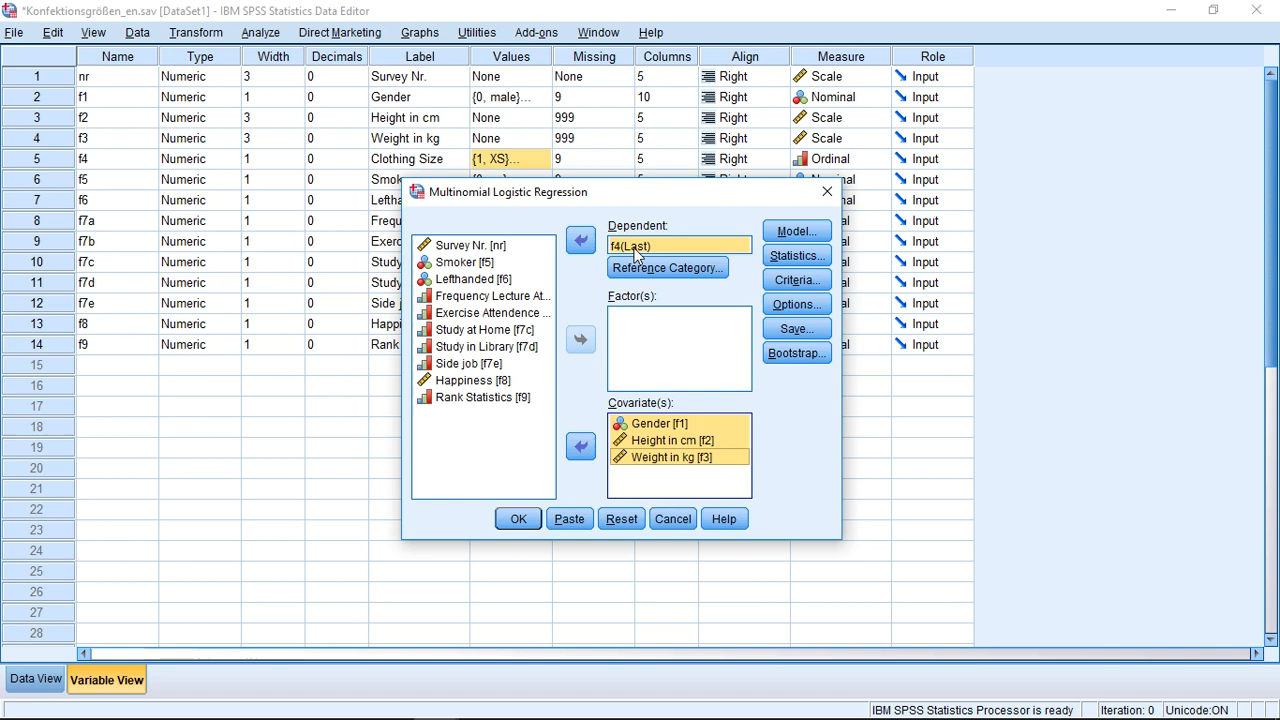 *Konfektionsgrößen_en.sav [DataSet1] - IBM SPSS Statistics Data Editor
File Edit View Data Transform Analyze Direct Marketing Graphs Utilities Add-ons Window Help
Name Type Width Decimals Label Values Missing Columns Align Measure Role
1 nr Numeric 3 0 Survey Nr. None None 5 Right Scale Input
2 f1 Numeric 1 0 Gender {0, male}... 9 10 Right Nominal Input
3 f2 Numeric 3 0 Height in cm None 999 5 Right Scale Input
4 f3 Numeric 3 0 Weight in kg None 999 5 Right Scale Input
5 f4 Numeric 1 0 Clothing Size {1, XS}... 9 5 Right Ordinal Input
6 f5 Numeric 1 0 Input
7 f6 Numeric 1 0 Input
8 f7a Numeric 1 0 Input
9 f7b Numeric 1 0 Input
10 f7c Numeric 1 0 Study Input
11 f7d Numeric 1 0 Study Input
12 f7e Numeric 1 0 Side Input
13 f8 Numeric 1 0 Input
14 f9 Numeric 1 0 Rank Input
15
16
17
18
19
20
21
22
23
24
25
26
27
28
Multinomial Logistic Regression
Survey Nr. [nr]
Smoker [f5]
Lefthanded [f6]
Frequency Lecture At...
Exercise Attendence ...
Study at Home [f7c]
Study in Library [f7d]
Side job [f7e]
Happiness [f8]
Rank Statistics [f9]
Dependent:
f4(Last)
Reference Category...
Factor(s):
Covariate(s):
Gender [f1]
Height in cm [f2]
Weight in kg [f3]
Model...
Statistics...
Criteria...
Options...
Save...
Bootstrap...
OK Paste Reset Cancel Help
Data View Variable View
IBM SPSS Statistics Processor is ready Iteration: 0 Unicode:ON